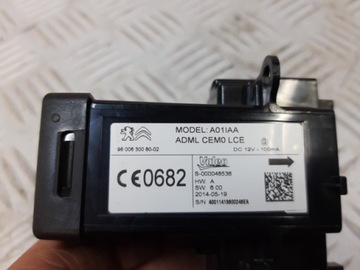 MODEL: A01IAA
ADML CEM0 LCE
96 006 300 80-02
DC 12V - 100mA
Valeo
CE0682
S-000048536
HW: A
SW: 6.00
2014-05-19
S/N